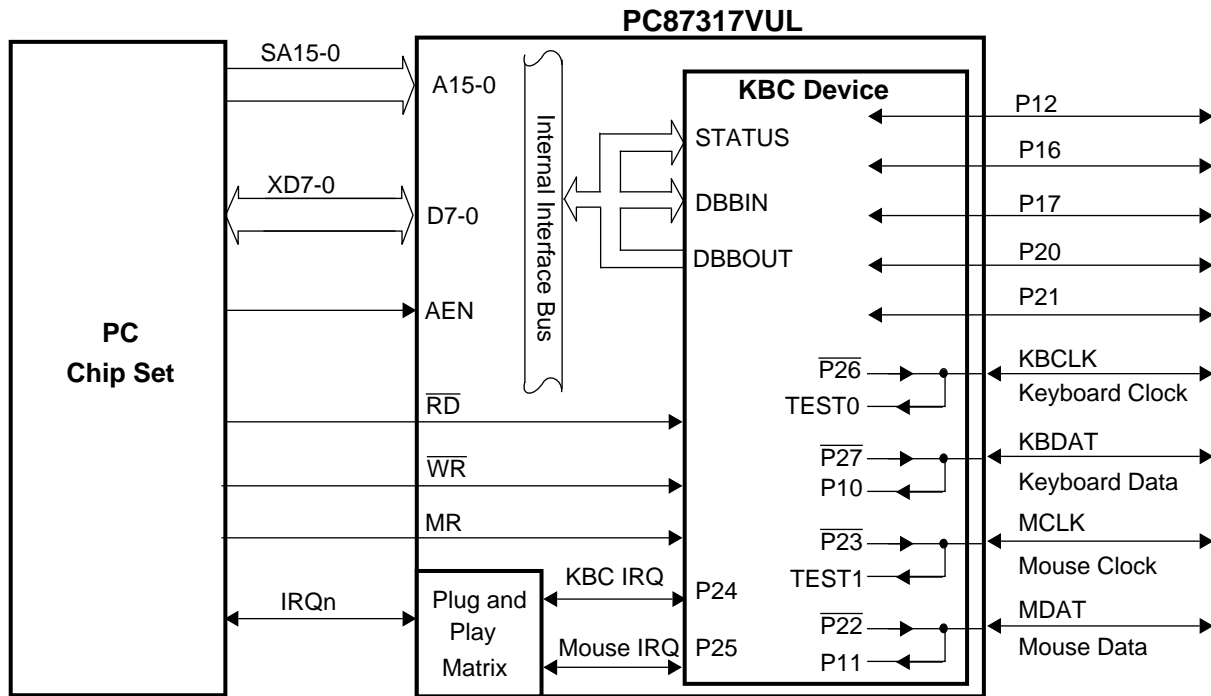 PC87317VUL
SA15-0
A15-0
KBC Device
P12
STATUS
P16
XD7-0
D7-0
Internal Interface Bus
DBBIN
P17
DBBOUT
P20
P21
AEN
PC
Chip Set
P26
KBCLK
TEST0
Keyboard Clock
RD
P27
KBDAT
WR
P10
Keyboard Data
MR
P23
MCLK
TEST1
Mouse Clock
IRQn
Plug and
Play
Matrix
KBC IRQ
P24
P22
MDAT
Mouse IRQ
P25
P11
Mouse Data